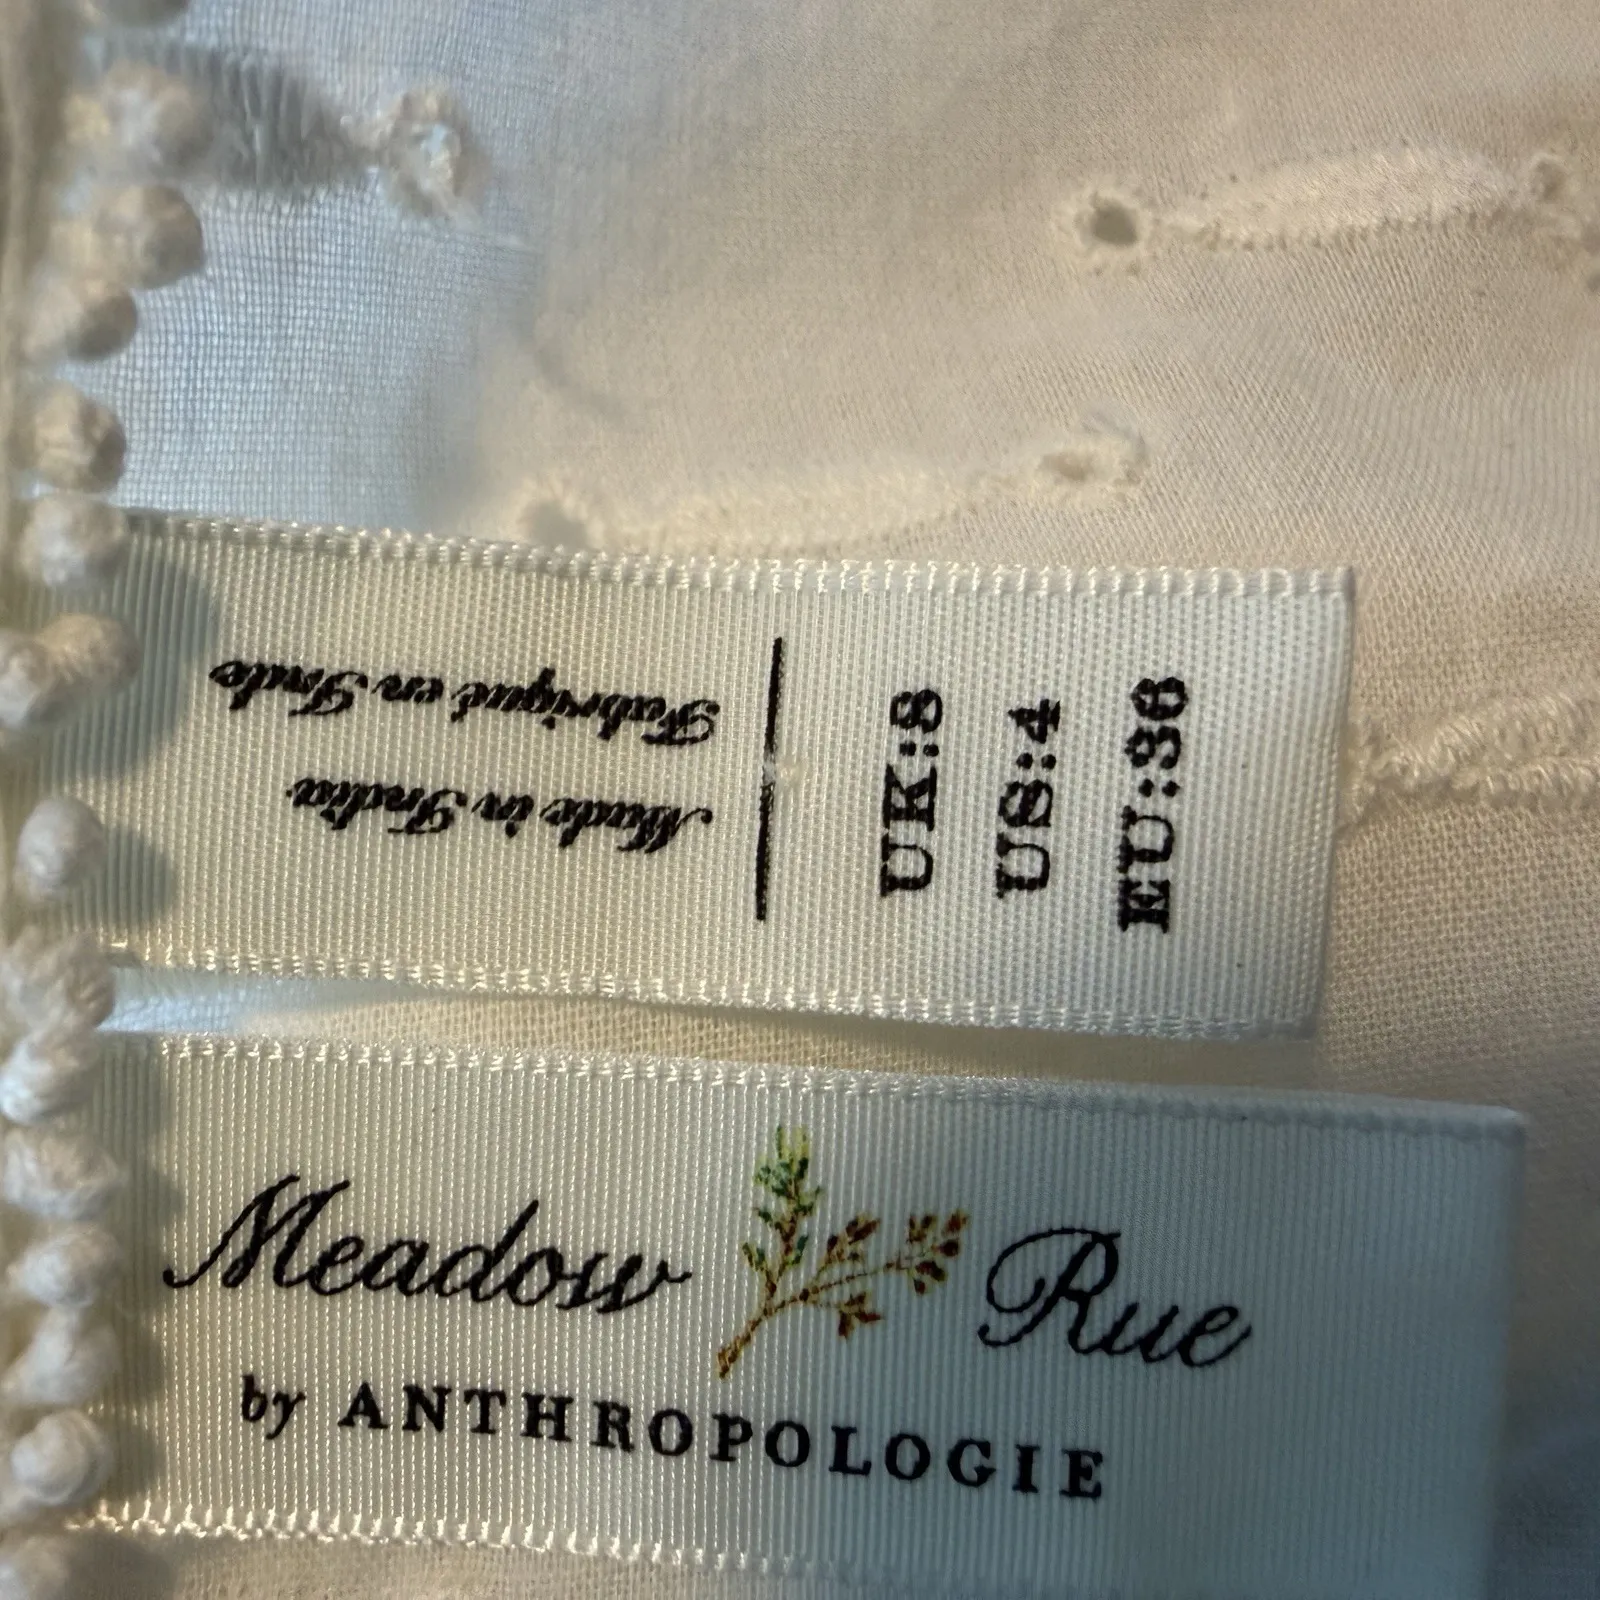 Made in India
Fabriqué en Inde
UK:8
US:4
EU:36
Meadow Rue
by ANTHROPOLOGIE